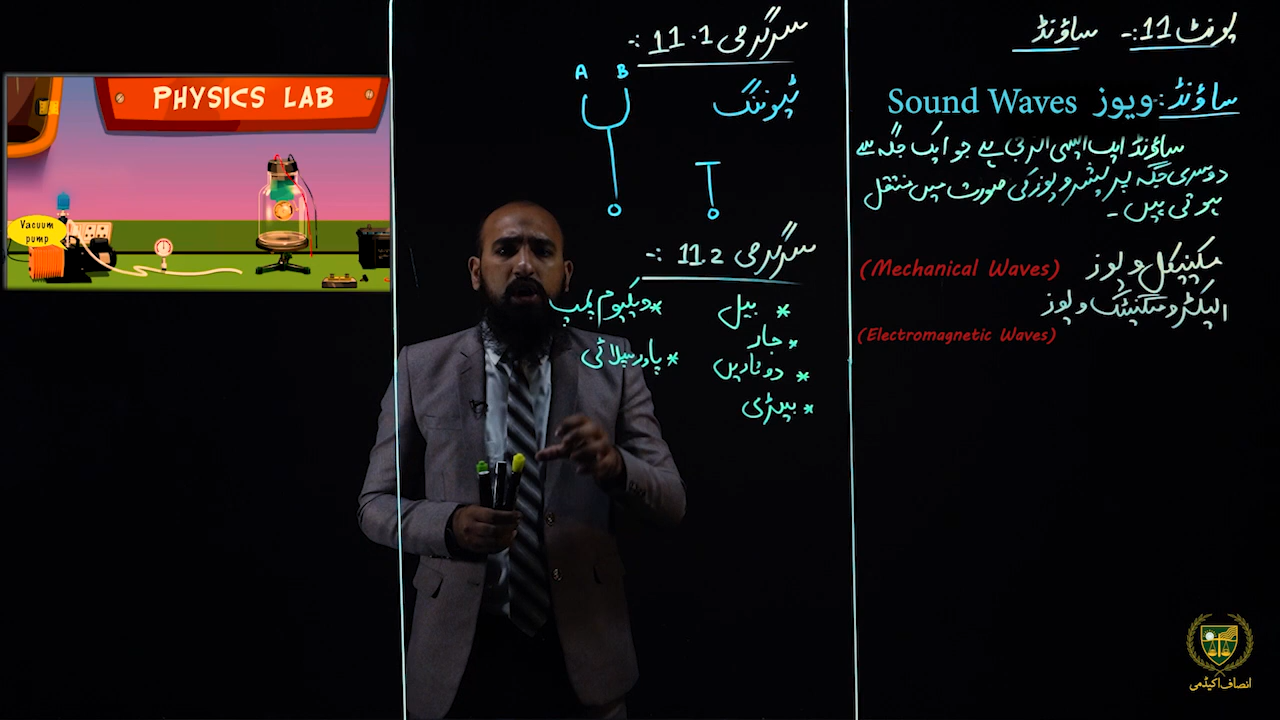 یونٹ 11:- ساؤنڈ
ساؤنڈ: ویوز Sound Waves
ساؤنڈ ایک ایسی انرجی ہے جو ایک جگہ سے
دوسری جگہ پر پریشر ویوز کی صورت میں منتقل
ہوتی ہیں۔
مکینیکل ویوز (Mechanical Waves)
الیکٹرومیگنیٹک ویوز
(Electromagnetic Waves)
سرگرمی 11.1:-
A B
ٹیوننگ
سرگرمی 11.2:-
* بیل * ویکیوم پمپ
* جار
* پاور سپلائی
* دو تاریں
* بیٹری
PHYSICS LAB
Vacuum
pump
انصاف اکیڈمی